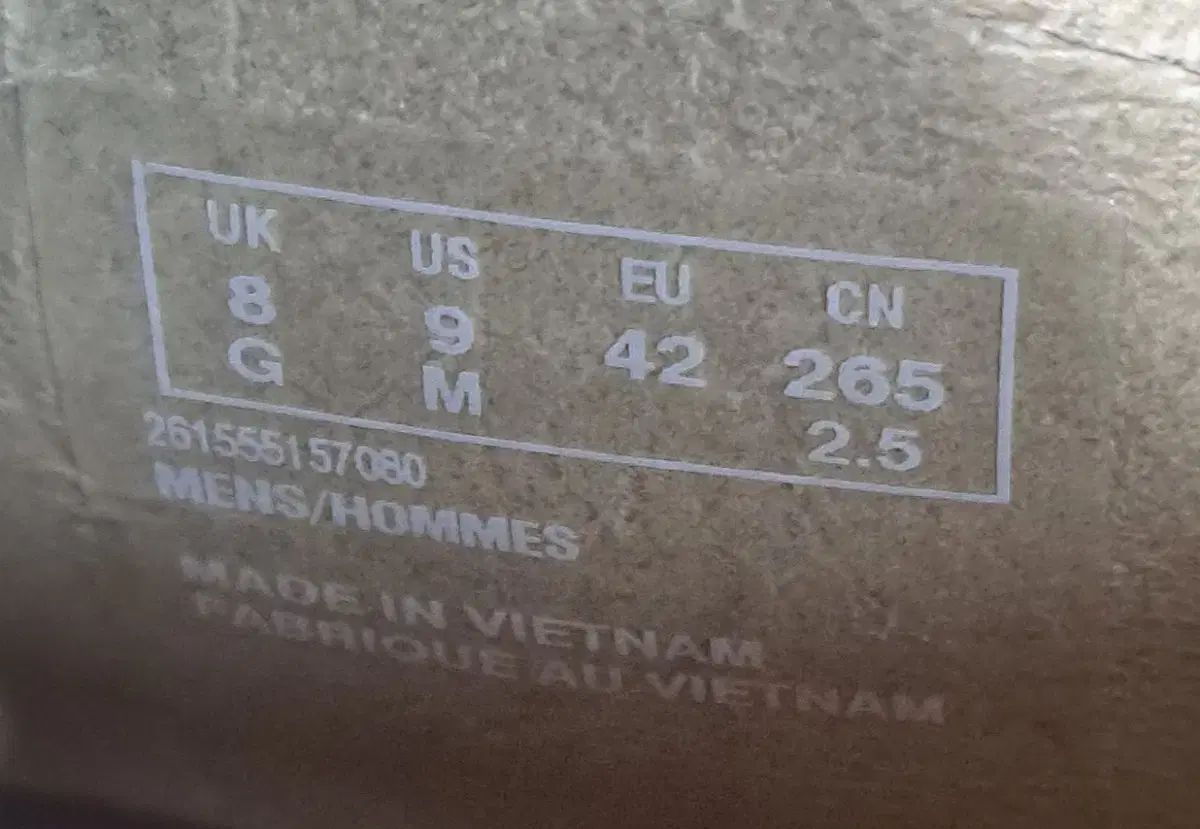 UK US EU CN
8 9 42 265
G M 2.5
261555157080
MENS/HOMMES
MADE IN VIETNAM
FABRIQUE AU VIETNAM